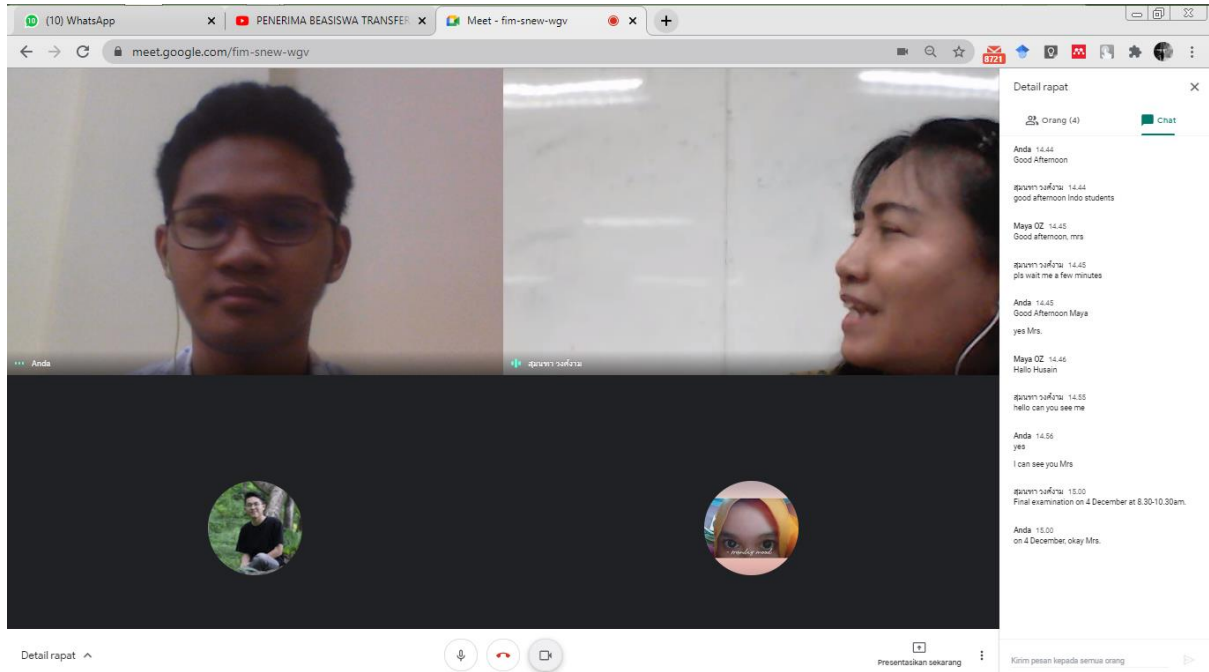 (10) WhatsApp
PENERIMA BEASISWA TRANSFER
Meet - fim-snew-wgv
meet.google.com/fim-snew-wgv
8721
Anda
สุมนฑา วงศ์งาม
Detail rapat
Orang (4)
Chat
Anda 14.44
Good Afternoon
สุมนฑา วงศ์งาม 14.44
good afternoon Indo students
Maya OZ 14.45
Good afternoon, mrs
สุมนฑา วงศ์งาม 14.45
pls wait me a few minutes
Anda 14.45
Good Afternoon Maya
yes Mrs.
Maya OZ 14.46
Hallo Husain
สุมนฑา วงศ์งาม 14.55
hello can you see me
Anda 14.56
yes
I can see you Mrs
สุมนฑา วงศ์งาม 15.00
Final examination on 4 December at 8.30-10.30am.
Anda 15.00
on 4 December, okay Mrs.
Detail rapat
Presentasikan sekarang
Kirim pesan kepada semua orang